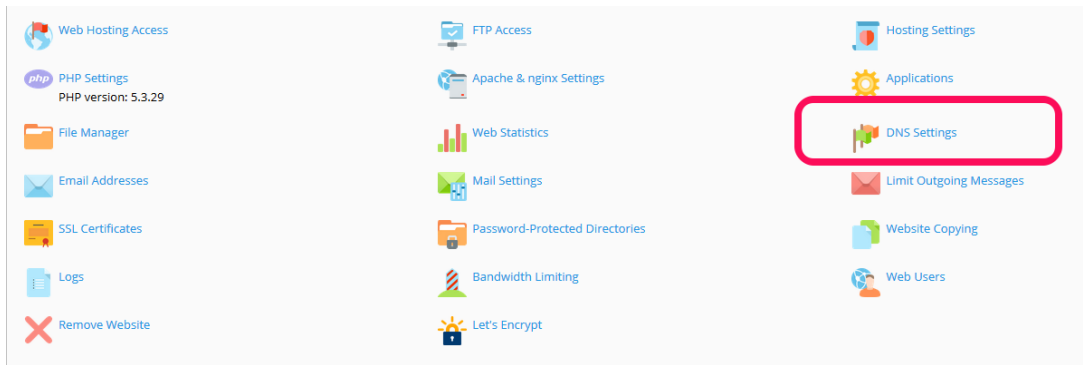 Web Hosting Access
FTP Access
Hosting Settings
php
PHP Settings
PHP version: 5.3.29
Apache & nginx Settings
Applications
File Manager
Web Statistics
DNS Settings
Email Addresses
Mail Settings
Limit Outgoing Messages
SSL Certificates
Password-Protected Directories
Website Copying
Logs
Bandwidth Limiting
Web Users
Remove Website
Let's Encrypt